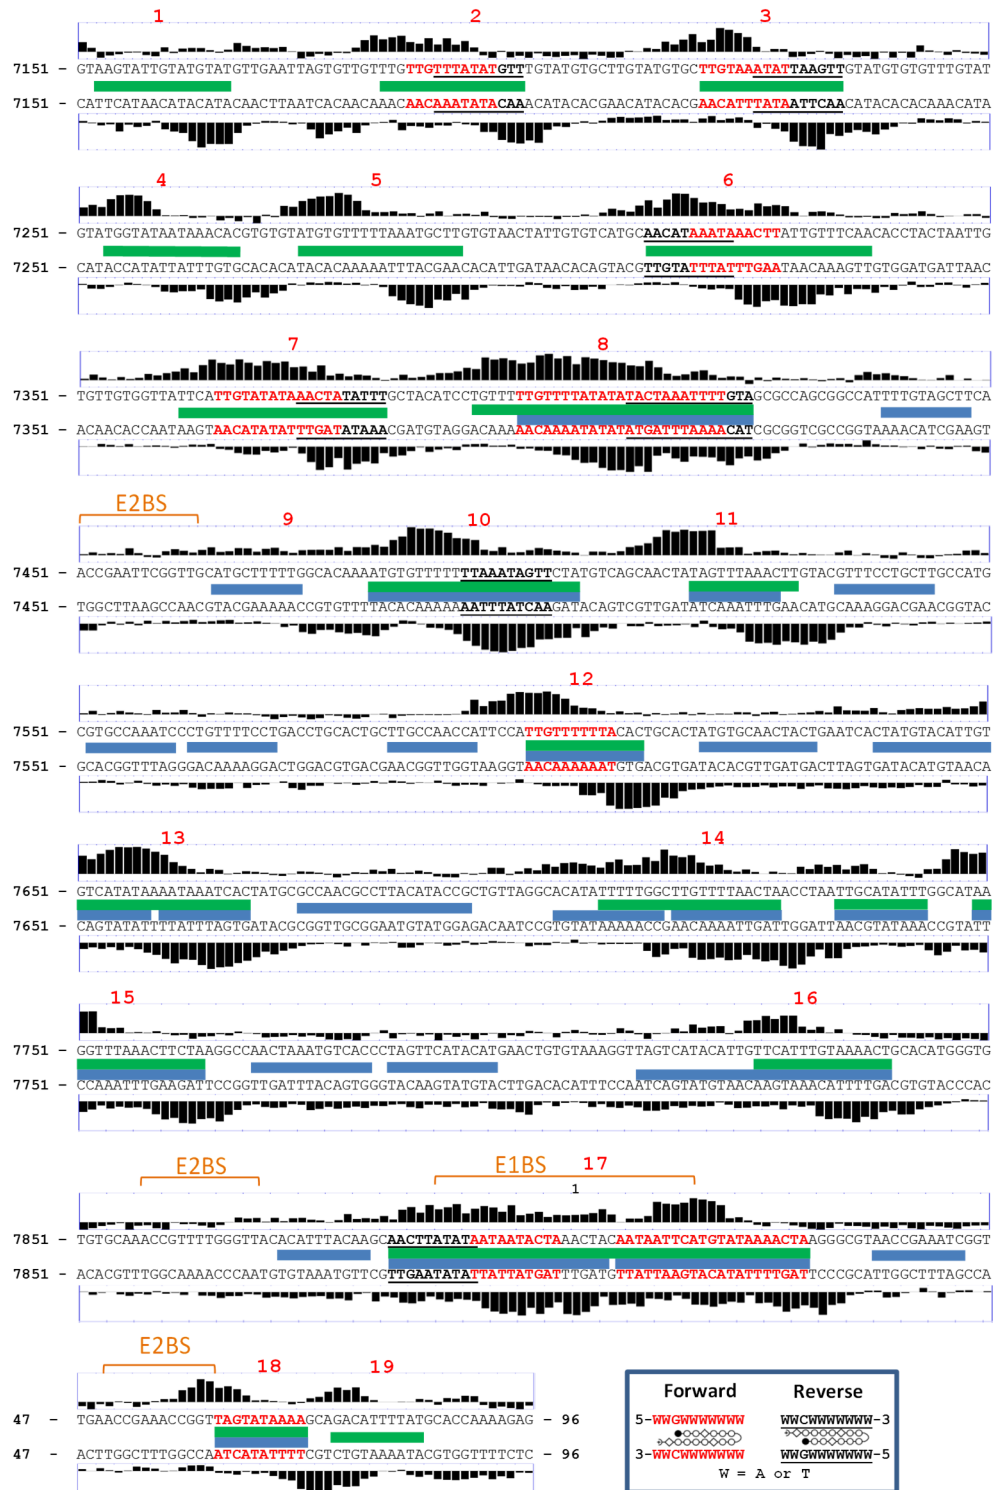 1 2 3
7151 - GTAAGTATTGTATGTATGTTGAATTAGTGTTGTTTGTTGTTTATATGTTTGTATGTGCTTGTATGTGCTTGTAAATATTAAGTTGTATGTGTGTTTGTAT
7151 - CATTCATAACATACATACAACTTAATCACAACAAACAACAAATATACAAACATACACGAACATACACGAACATTTATAATTCAACATACACACAAACATA
4 5 6
7251 - GTATGGTATAATAAACACGTGTGTATGTGTTTTTAAATGCTTGTGTAACTATTGTGTCATGCAACATAAATAAACTTATTGTTTCAACACCTACTAATTG
7251 - CATACCATATTATTTGTGCACACATACACAAAAATTTACGAACACATTGATAACACAGTACGTTGTATTTATTTGAATAACAAAGTTGTGGATGATTAAC
7 8
7351 - TGTTGTGGTTATTCATTGTATATAAACTATATTTGCTACATCCTGTTTTTGTTTTATATATACTAAATTTTGTAGCGCCAGCGGCCATTTTGTAGCTTCA
7351 - ACAACACCAATAAGTAACATATATTTGATATAAACGATGTAGGACAAAAACAAAATATATATGATTTAAAACATCGCGGTCGCCGGTAAAACATCGAAGT
E2BS
9 10 11
7451 - ACCGAATTCGGTTGCATGCTTTTTGGCACAAAATGTGTTTTTTTAAATAGTTCTATGTCAGCAACTATAGTTTAAACTTGTACGTTTCCTGCTTGCCATG
7451 - TGGCTTAAGCCAACGTACGAAAAACCGTGTTTTACACAAAAAAATTTATCAAGATACAGTCGTTGATATCAAATTTGAACATGCAAAGGACGAACGGTAC
12
7551 - CGTGCCAAATCCCTGTTTTCCTGACCTGCACTGCTTGCCAACCATTCCATTGTTTTTTACACTGCACTATGTGCAACTACTGAATCACTATGTACATTGT
7551 - GCACGGTTTAGGGACAAAAGGACTGGACGTGACGAACGGTTGGTAAGGTAACAAAAAATGTGACGTGATACACGTTGATGACTTAGTGATACATGTAACA
13 14
7651 - GTCATATAAAATAAATCACTATGCGCCAACGCCTTACATACCGCTGTTAGGCACATATTTTTGGCTTGTTTTAACTAACCTAATTGCATATTTGGCATAA
7651 - CAGTATATTTTATTTAGTGATACGCGGTTGCGGAATGTATGGAGACAATCCGTGTATAAAAACCGAACAAAATTGATTGGATTAACGTATAAACCGTATT
15 16
7751 - GGTTTAAACTTCTAAGGCCAACTAAATGTCACCCTAGTTCATACATGAACTGTGTAAAGGTTAGTCATACATTGTTCATTTGTAAAACTGCACATGGGTG
7751 - CCAAATTTGAAGATTCCGGTTGATTTACAGTGGGTACAAGTATGTACTTGACACATTTCCAATCAGTATGTAACAAGTAAACATTTTGACGTGTACCCAC
E2BS E1BS 17
1
7851 - TGTGCAAACCGTTTTGGGTTACACATTTACAAGCAACTTATATAATAATACTAAACTACAATAATTCATGTATAAAACTAAGGGCGTAACCGAAATCGGT
7851 - ACACGTTTGGCAAAACCCAATGTGTAAATGTTCGTTGAATATATTATTATGATTTGATGTTATTAAGTACATATTTTGATTCCCGCATTGGCTTTAGCCA
E2BS
18 19
47 - TGAACCGAAACCGGTTAGTATAAAAGCAGACATTTTATGCACCAAAAGAG - 96
47 - ACTTGGCTTTGGCCAATCATATTTTCGTCTGTAAAATACGTGGTTTTCTC - 96
Forward Reverse
5-WWGWWWWWWW WWCWWWWWWW-3
3-WWCWWWWWWW WWGWWWWWWW-5
W = A or T